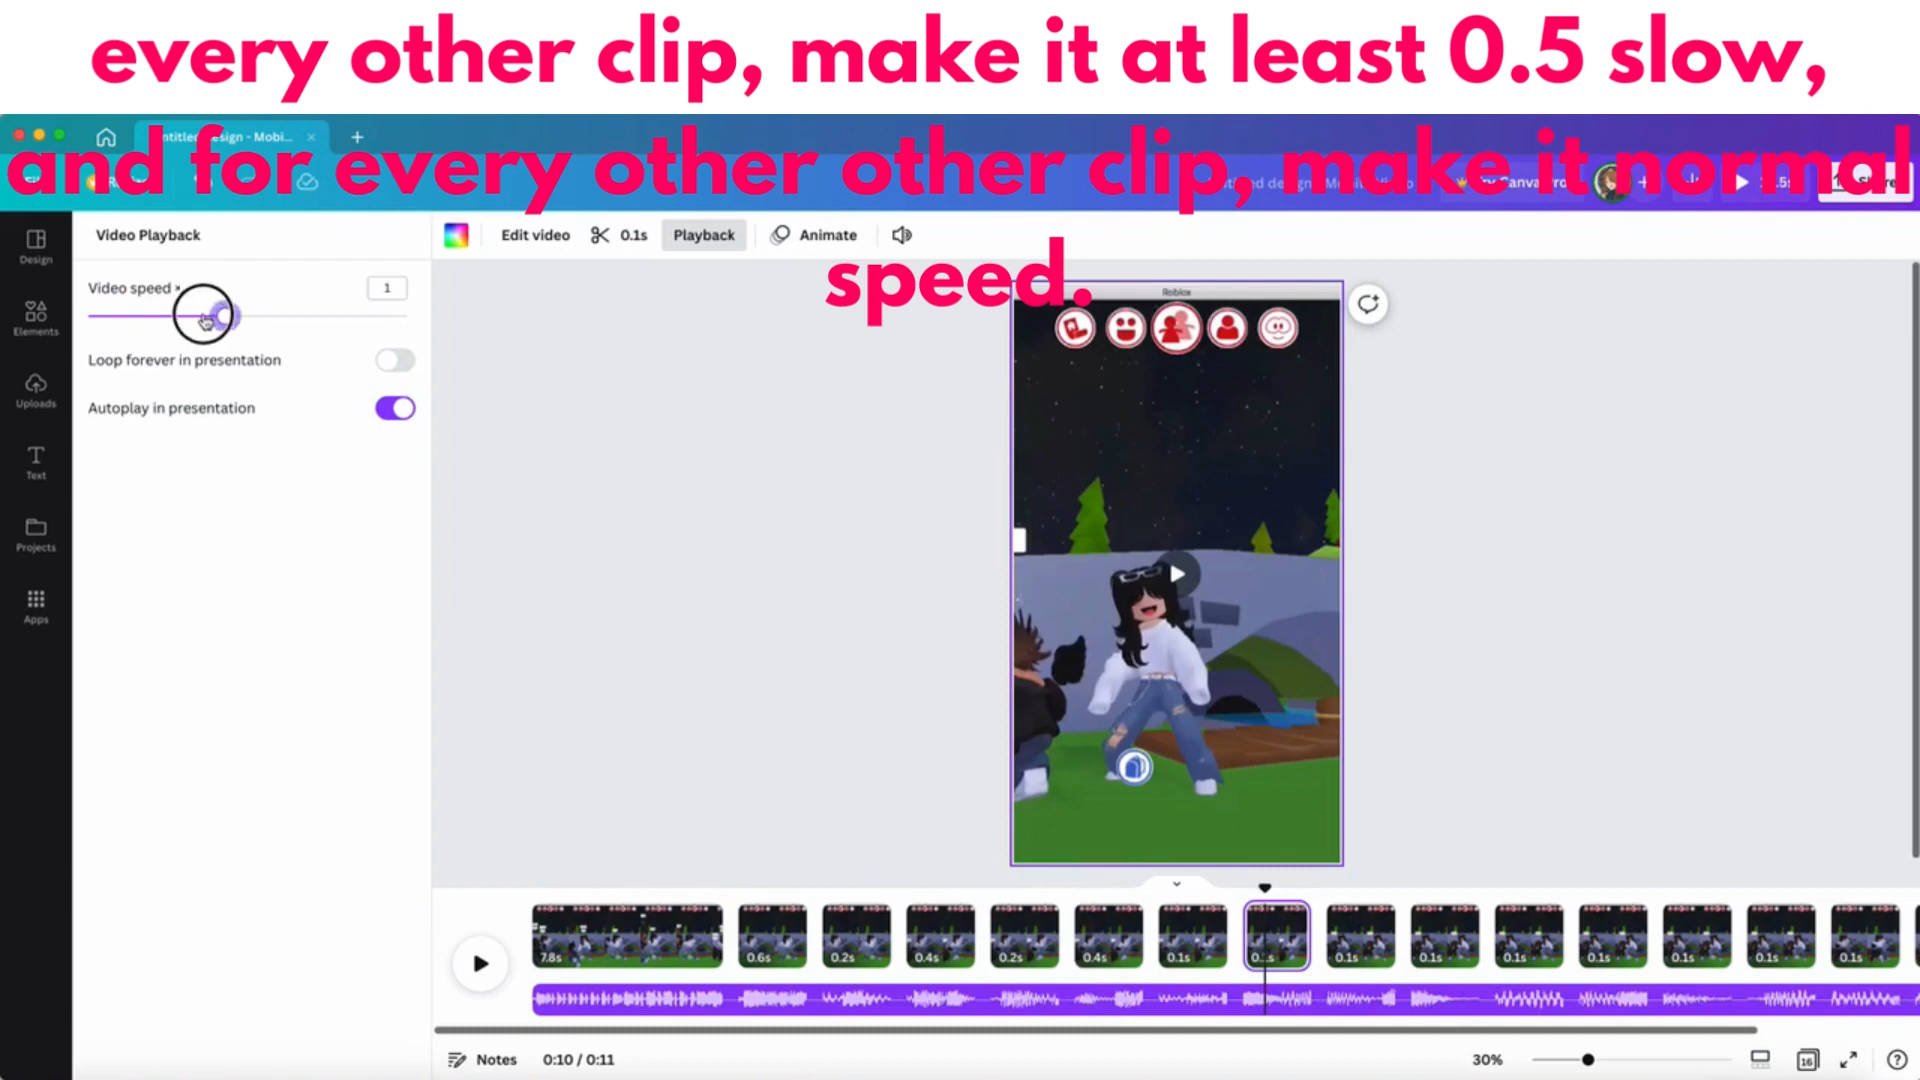 every other clip, make it at least 0.5 slow,
and for every other other clip, make it normal
speed.
Video Playback
Edit video
0.1s
Playback
Animate
Design
Elements
Uploads
Text
Projects
Apps
Video speed
1
Loop forever in presentation
Autoplay in presentation
Roblox
7.8s
0.6s
0.2s
0.4s
0.2s
0.4s
0.1s
0.1s
0.1s
0.1s
0.1s
0.1s
0.1s
0.1s
Notes
0:10 / 0:11
30%
16